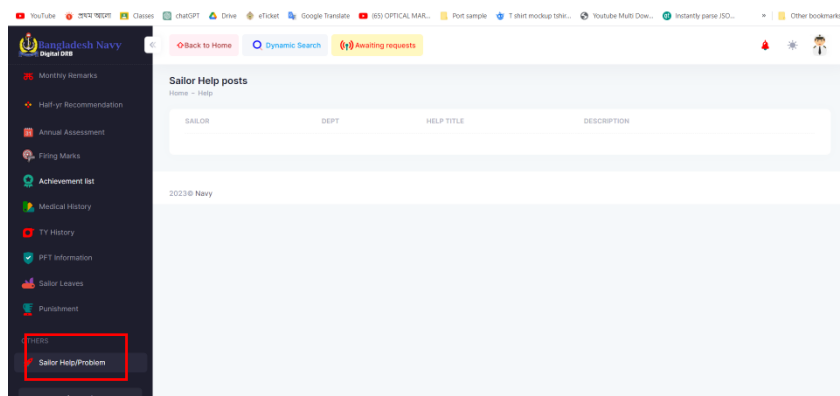 YouTube প্রথম আলো Classes chatGPT Drive eTicket Google Translate (65) OPTICAL MAR... Port sample T shirt mockup tshir... Youtube Multi Dow... Instantly parse JSO... » Other bookmarks
Bangladesh Navy
Digital DRB
Back to Home Dynamic Search Awaiting requests
Monthly Remarks
Half-yr Recommendation
Annual Assessment
Firing Marks
Achievement list
Medical History
TY History
PFT Information
Sailor Leaves
Punishment
OTHERS
Sailor Help/Problem
Sailor Help posts
Home - Help
SAILOR DEPT HELP TITLE DESCRIPTION
2023© Navy